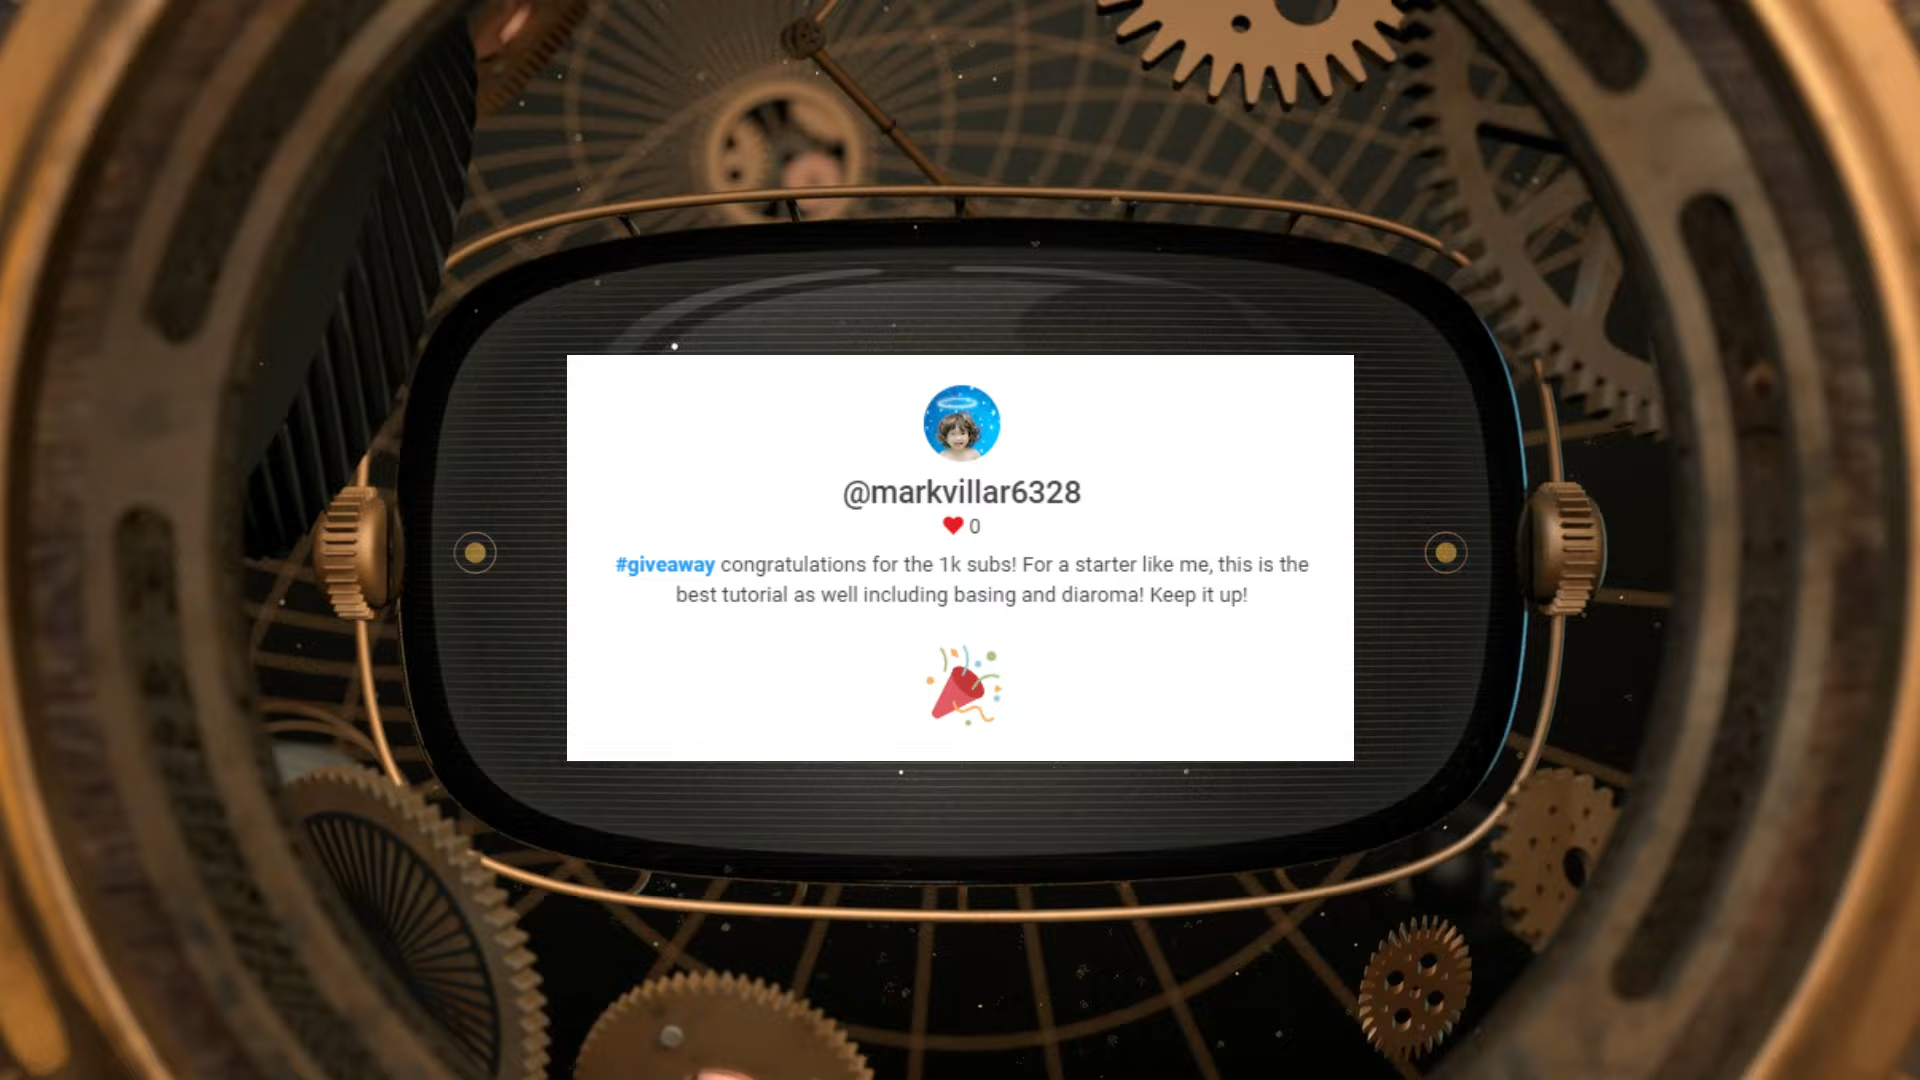 @markvillar6328
0
#giveaway congratulations for the 1k subs! For a starter like me, this is the
best tutorial as well including basing and diaroma! Keep it up!